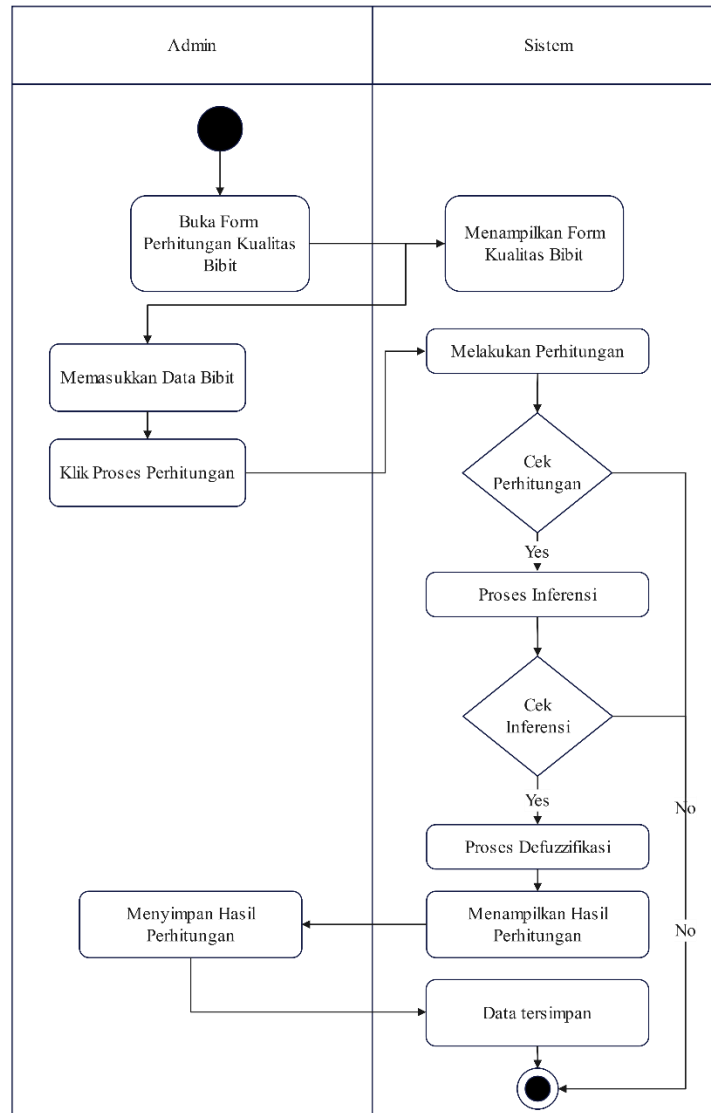 Admin
Sistem
Buka Form
Perhitungan Kualitas
Bibit
Menampilkan Form
Kualitas Bibit
Memasukkan Data Bibit
Melakukan Perhitungan
Klik Proses Perhitungan
Cek
Perhitungan
Yes
Proses Inferensi
Cek
Inferensi
Yes
No
Proses Defuzzifikasi
Menyimpan Hasil
Perhitungan
Menampilkan Hasil
Perhitungan
No
Data tersimpan